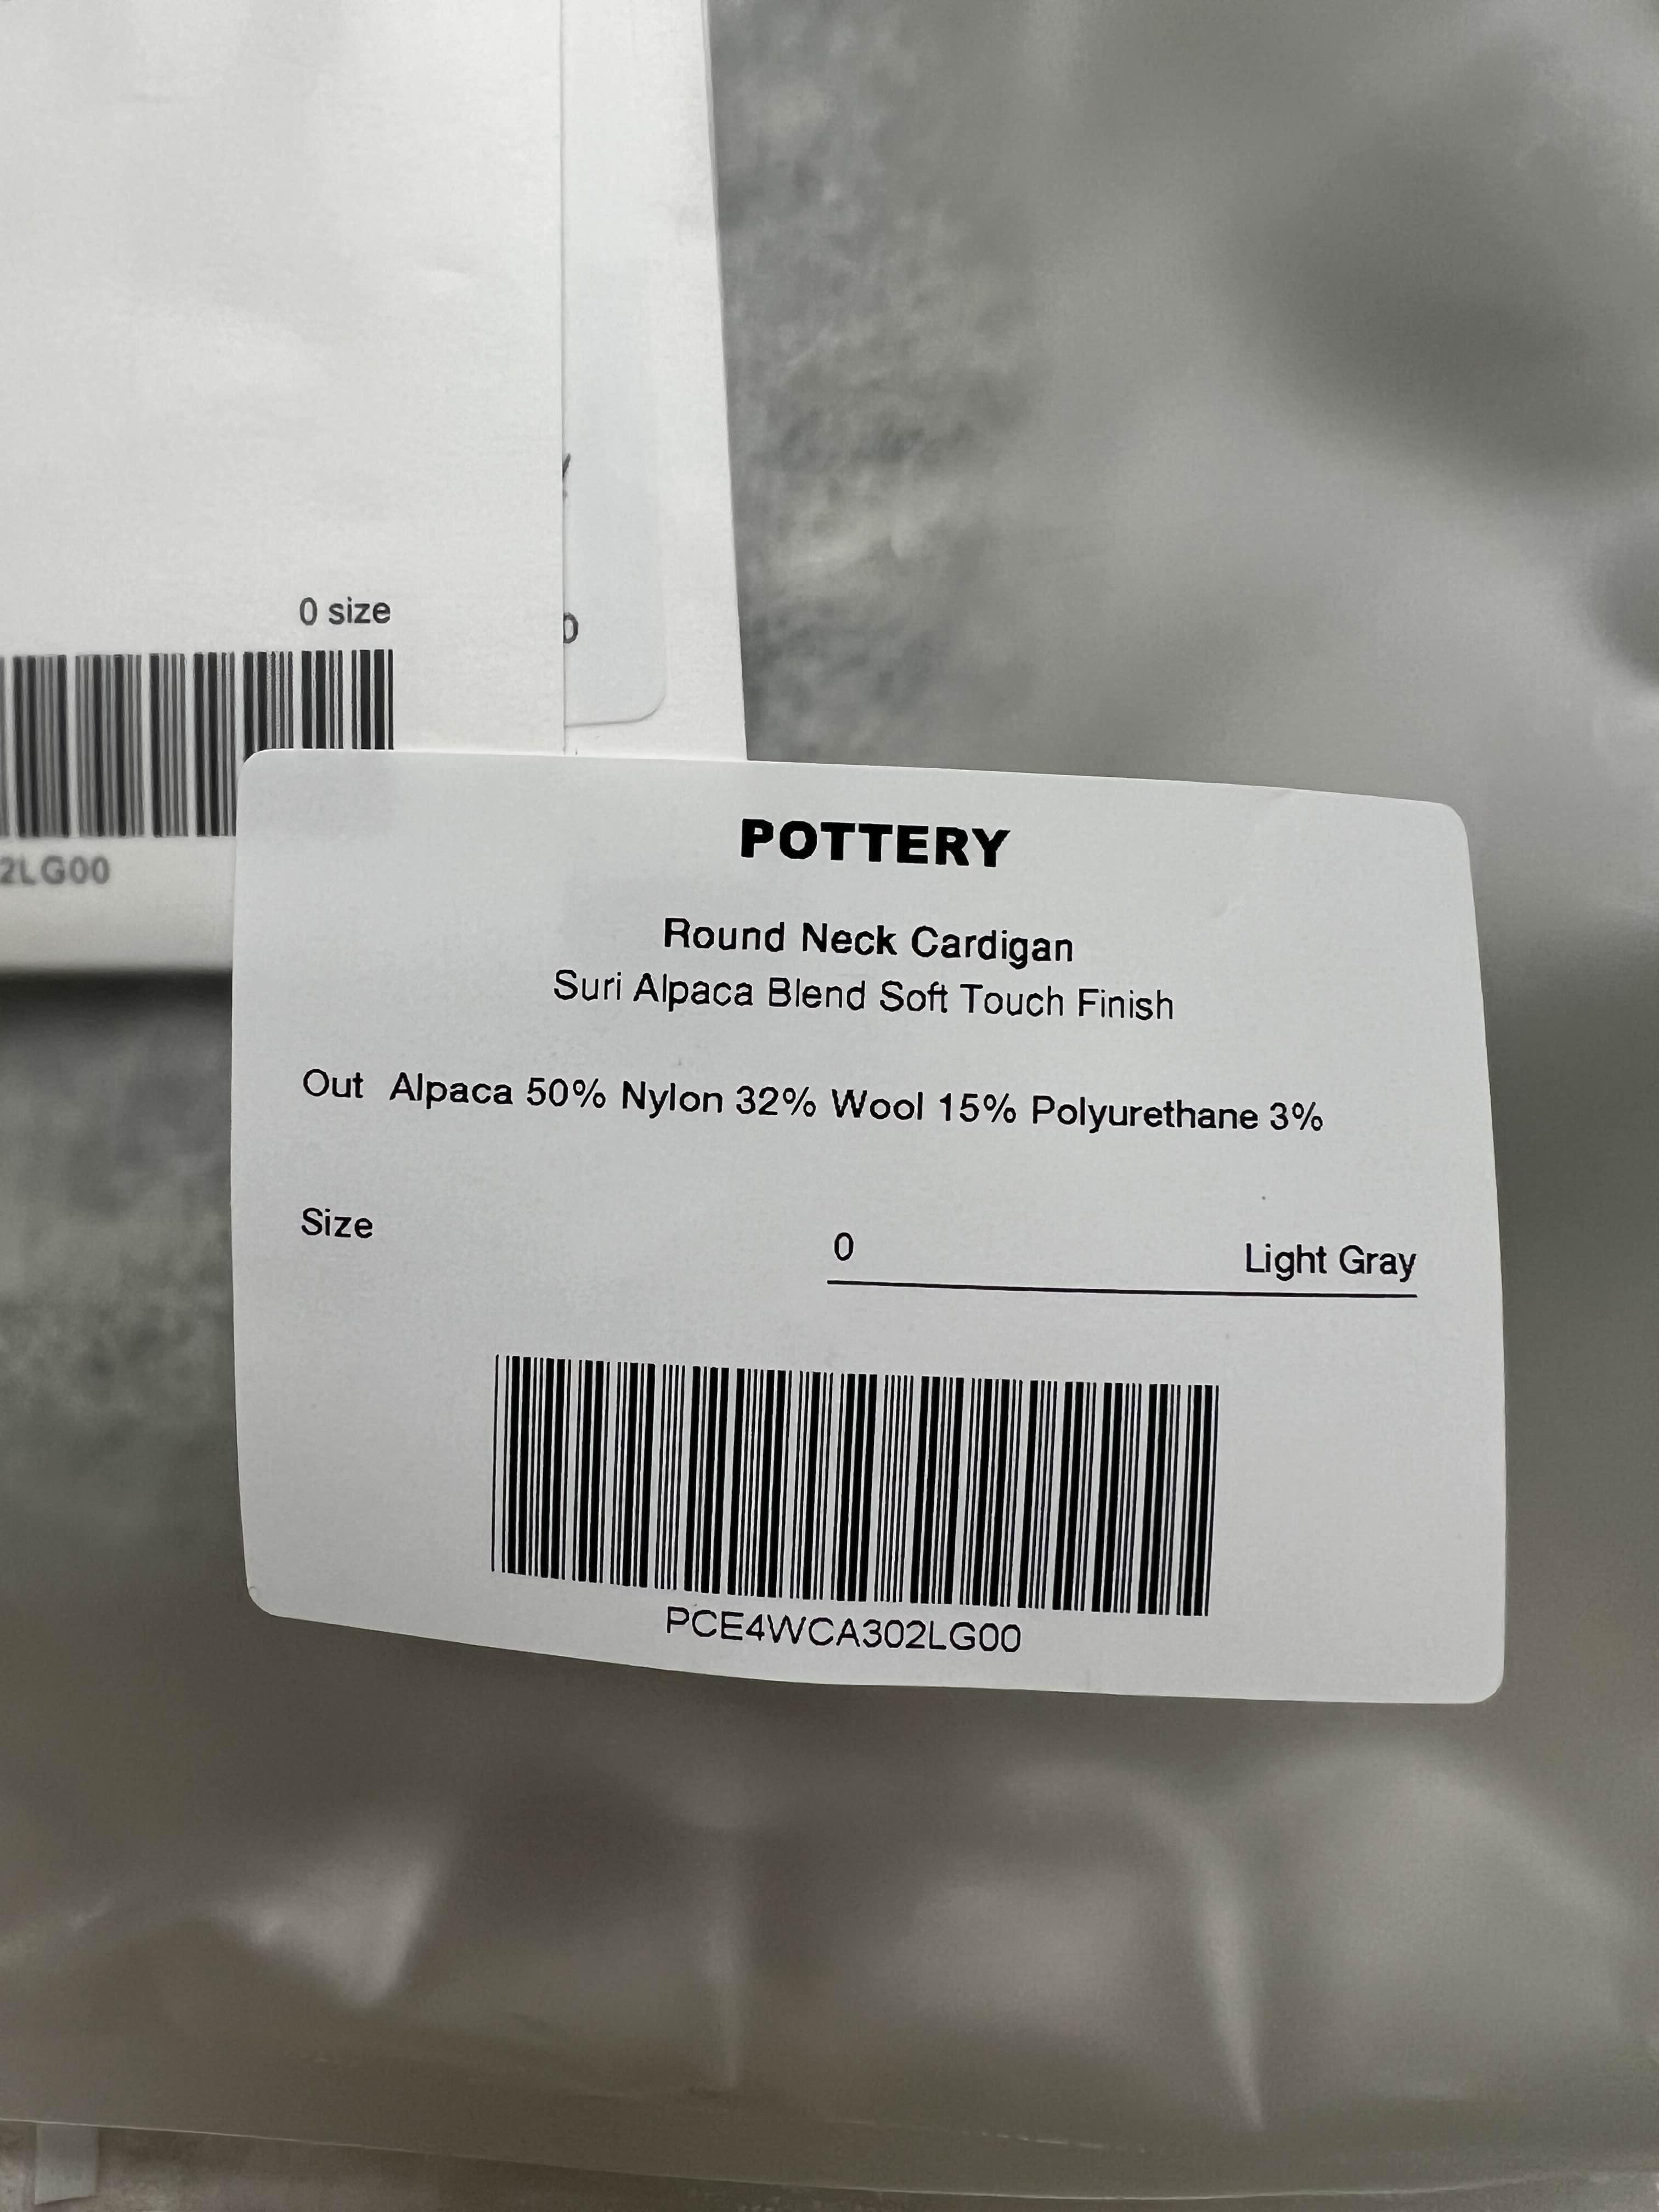 0 size
2LG00
POTTERY
Round Neck Cardigan
Suri Alpaca Blend Soft Touch Finish
Out Alpaca 50% Nylon 32% Wool 15% Polyurethane 3%
Size 0 Light Gray
PCE4WCA302LG00